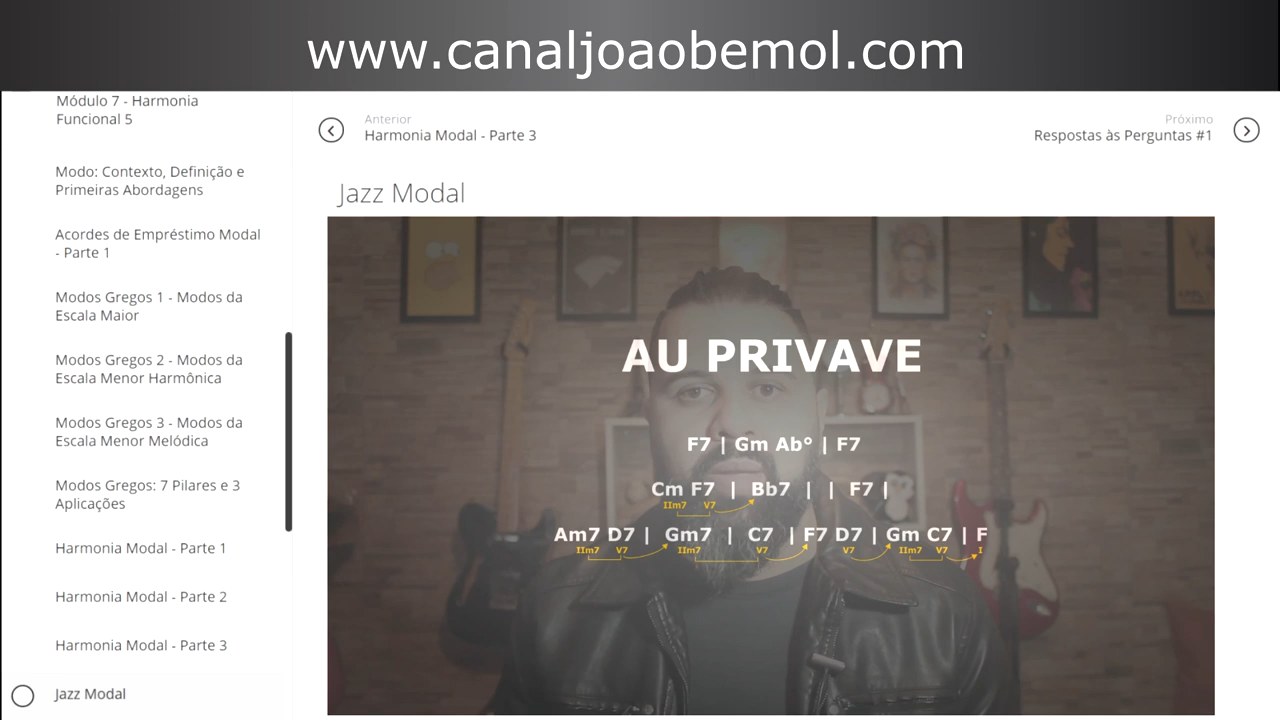 www.canaljoaobemol.com
Módulo 7 - Harmonia
Funcional 5
Modo: Contexto, Definição e
Primeiras Abordagens
Acordes de Empréstimo Modal
- Parte 1
Modos Gregos 1 - Modos da
Escala Maior
Modos Gregos 2 - Modos da
Escala Menor Harmônica
Modos Gregos 3 - Modos da
Escala Menor Melódica
Modos Gregos: 7 Pilares e 3
Aplicações
Harmonia Modal - Parte 1
Harmonia Modal - Parte 2
Harmonia Modal - Parte 3
Jazz Modal
Anterior
Harmonia Modal - Parte 3
Próximo
Respostas às Perguntas #1
Jazz Modal
AU PRIVAVE
F7 | Gm Ab° | F7
Cm F7 | Bb7 | | F7 |
IIm7 V7
Am7 D7 | Gm7 | C7 | F7 D7 | Gm C7 | F
IIm7 V7 IIm7 V7 V7 IIm7 V7 I